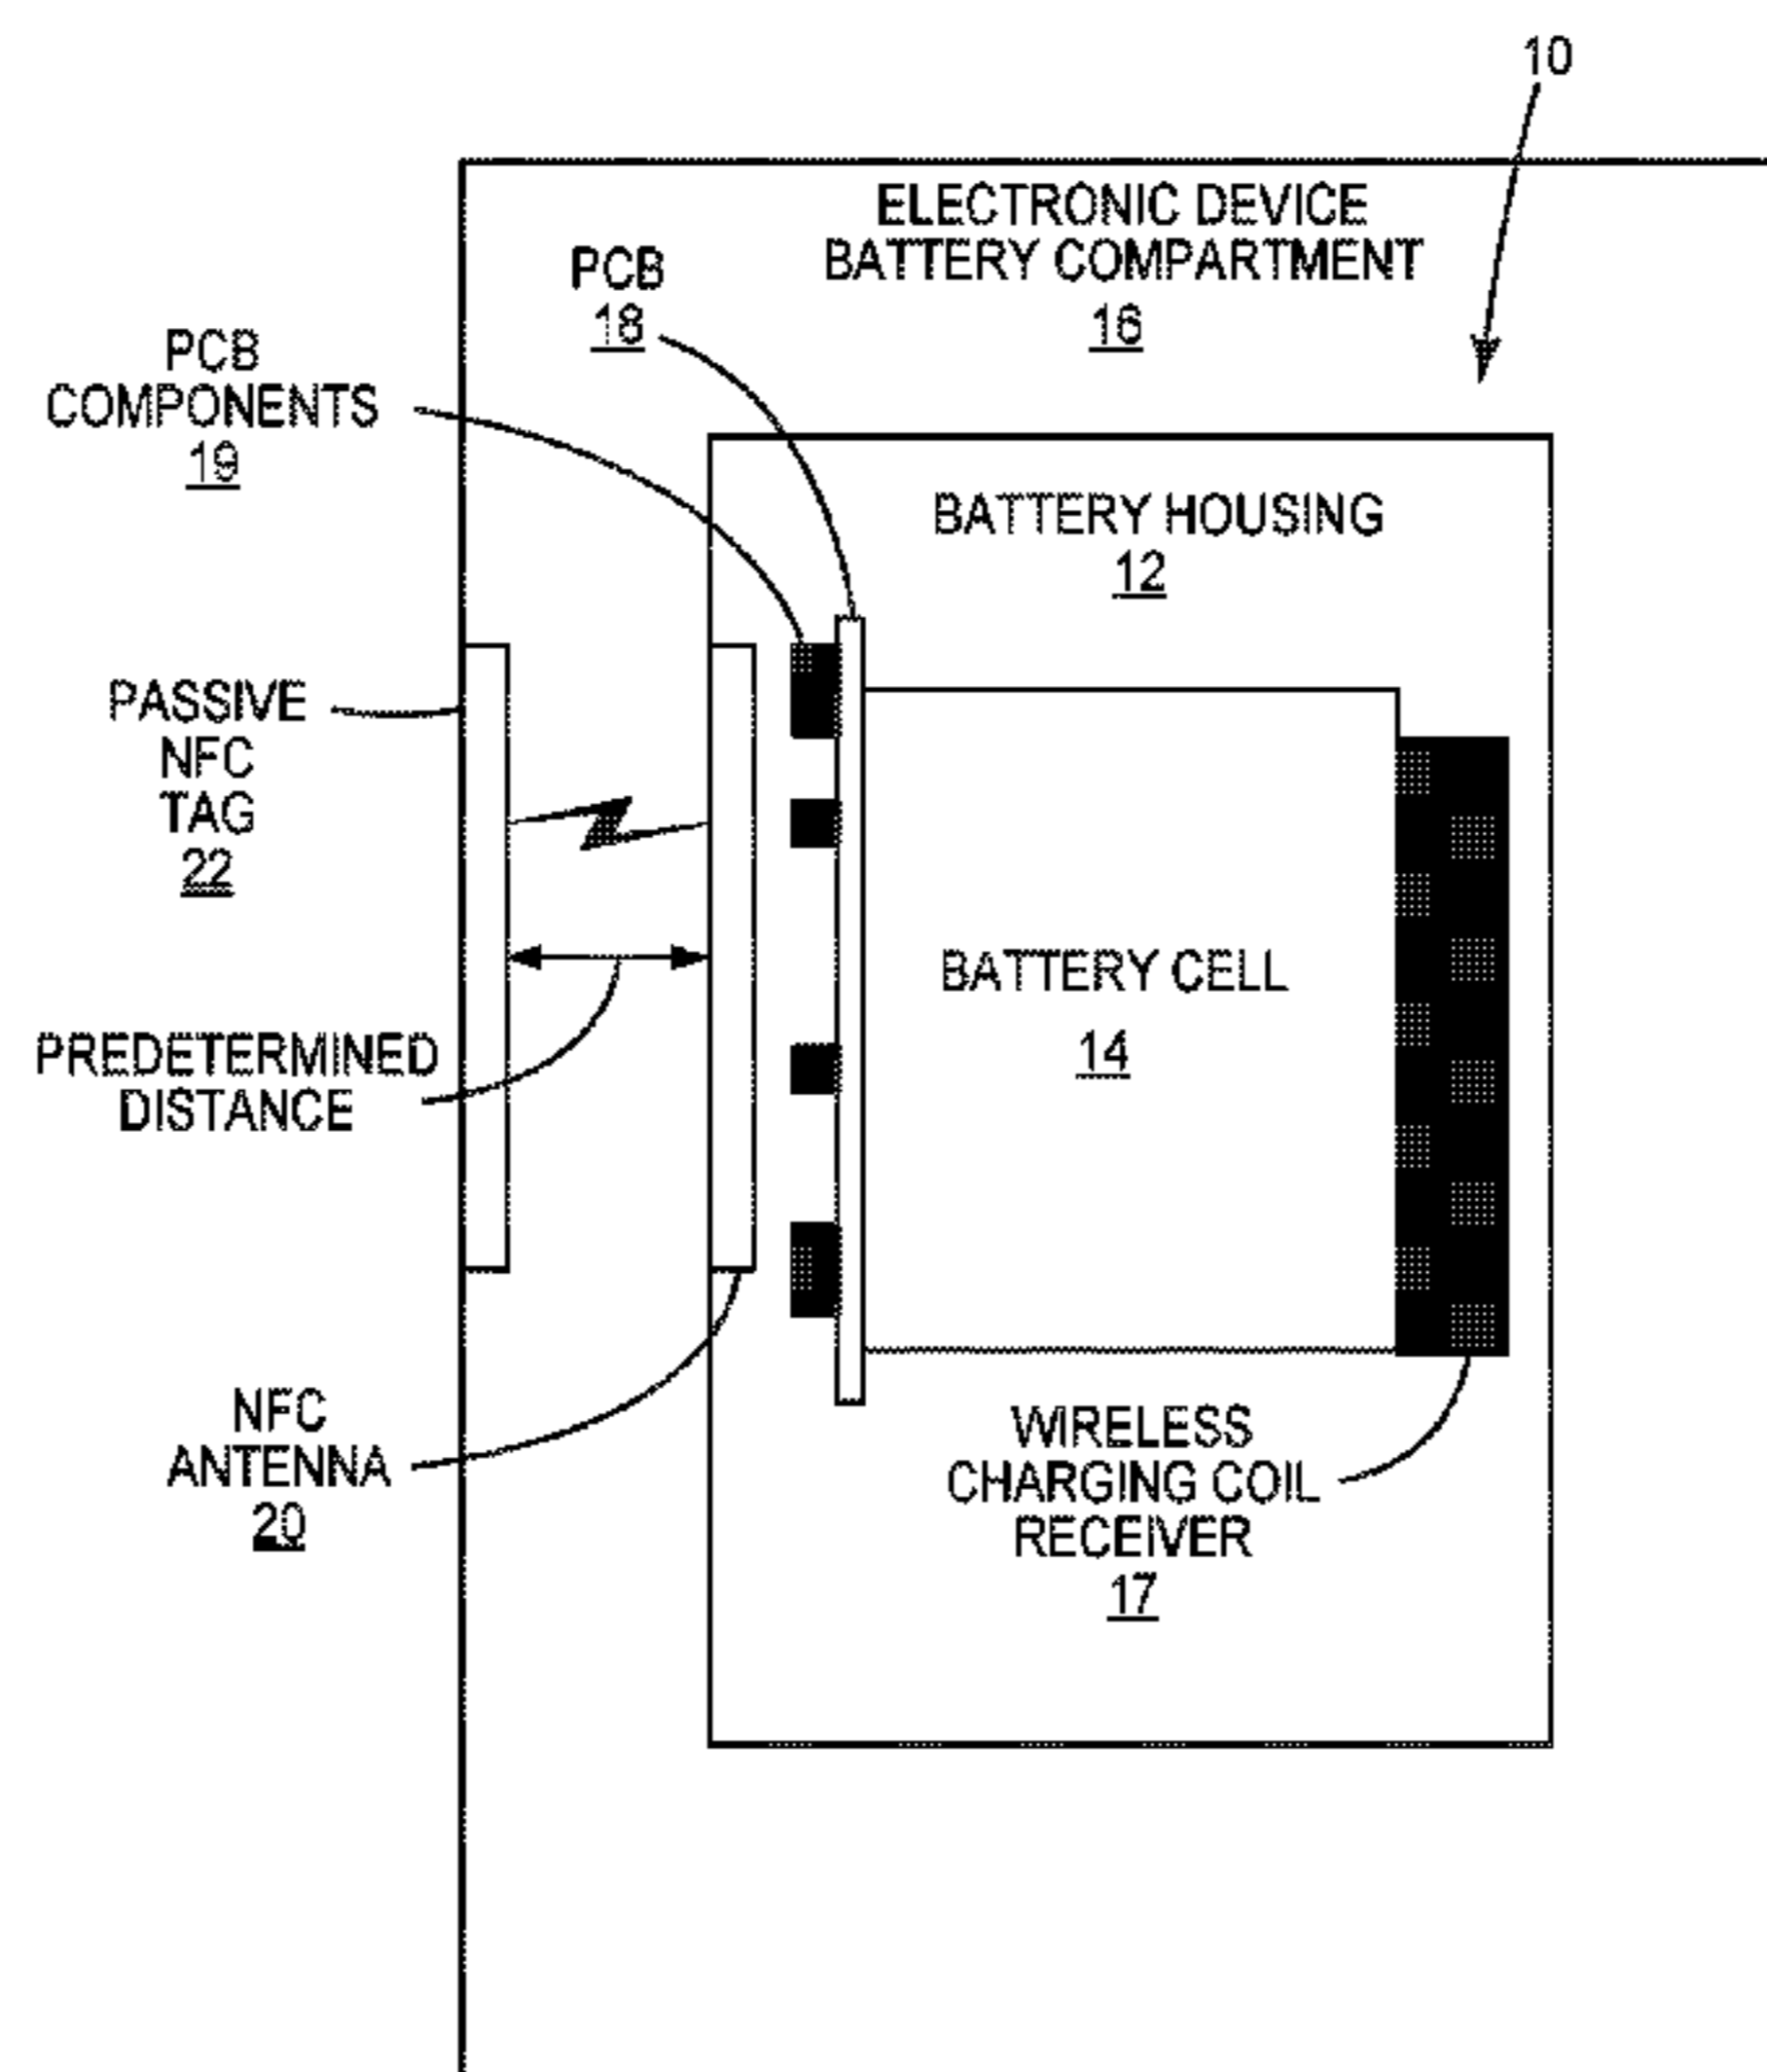 10
ELECTRONIC DEVICE
BATTERY COMPARTMENT
16
PCB
18
PCB
COMPONENTS
19
BATTERY HOUSING
12
PASSIVE
NFC
TAG
22
BATTERY CELL
14
PREDETERMINED
DISTANCE
NFC
ANTENNA
20
WIRELESS
CHARGING COIL
RECEIVER
17